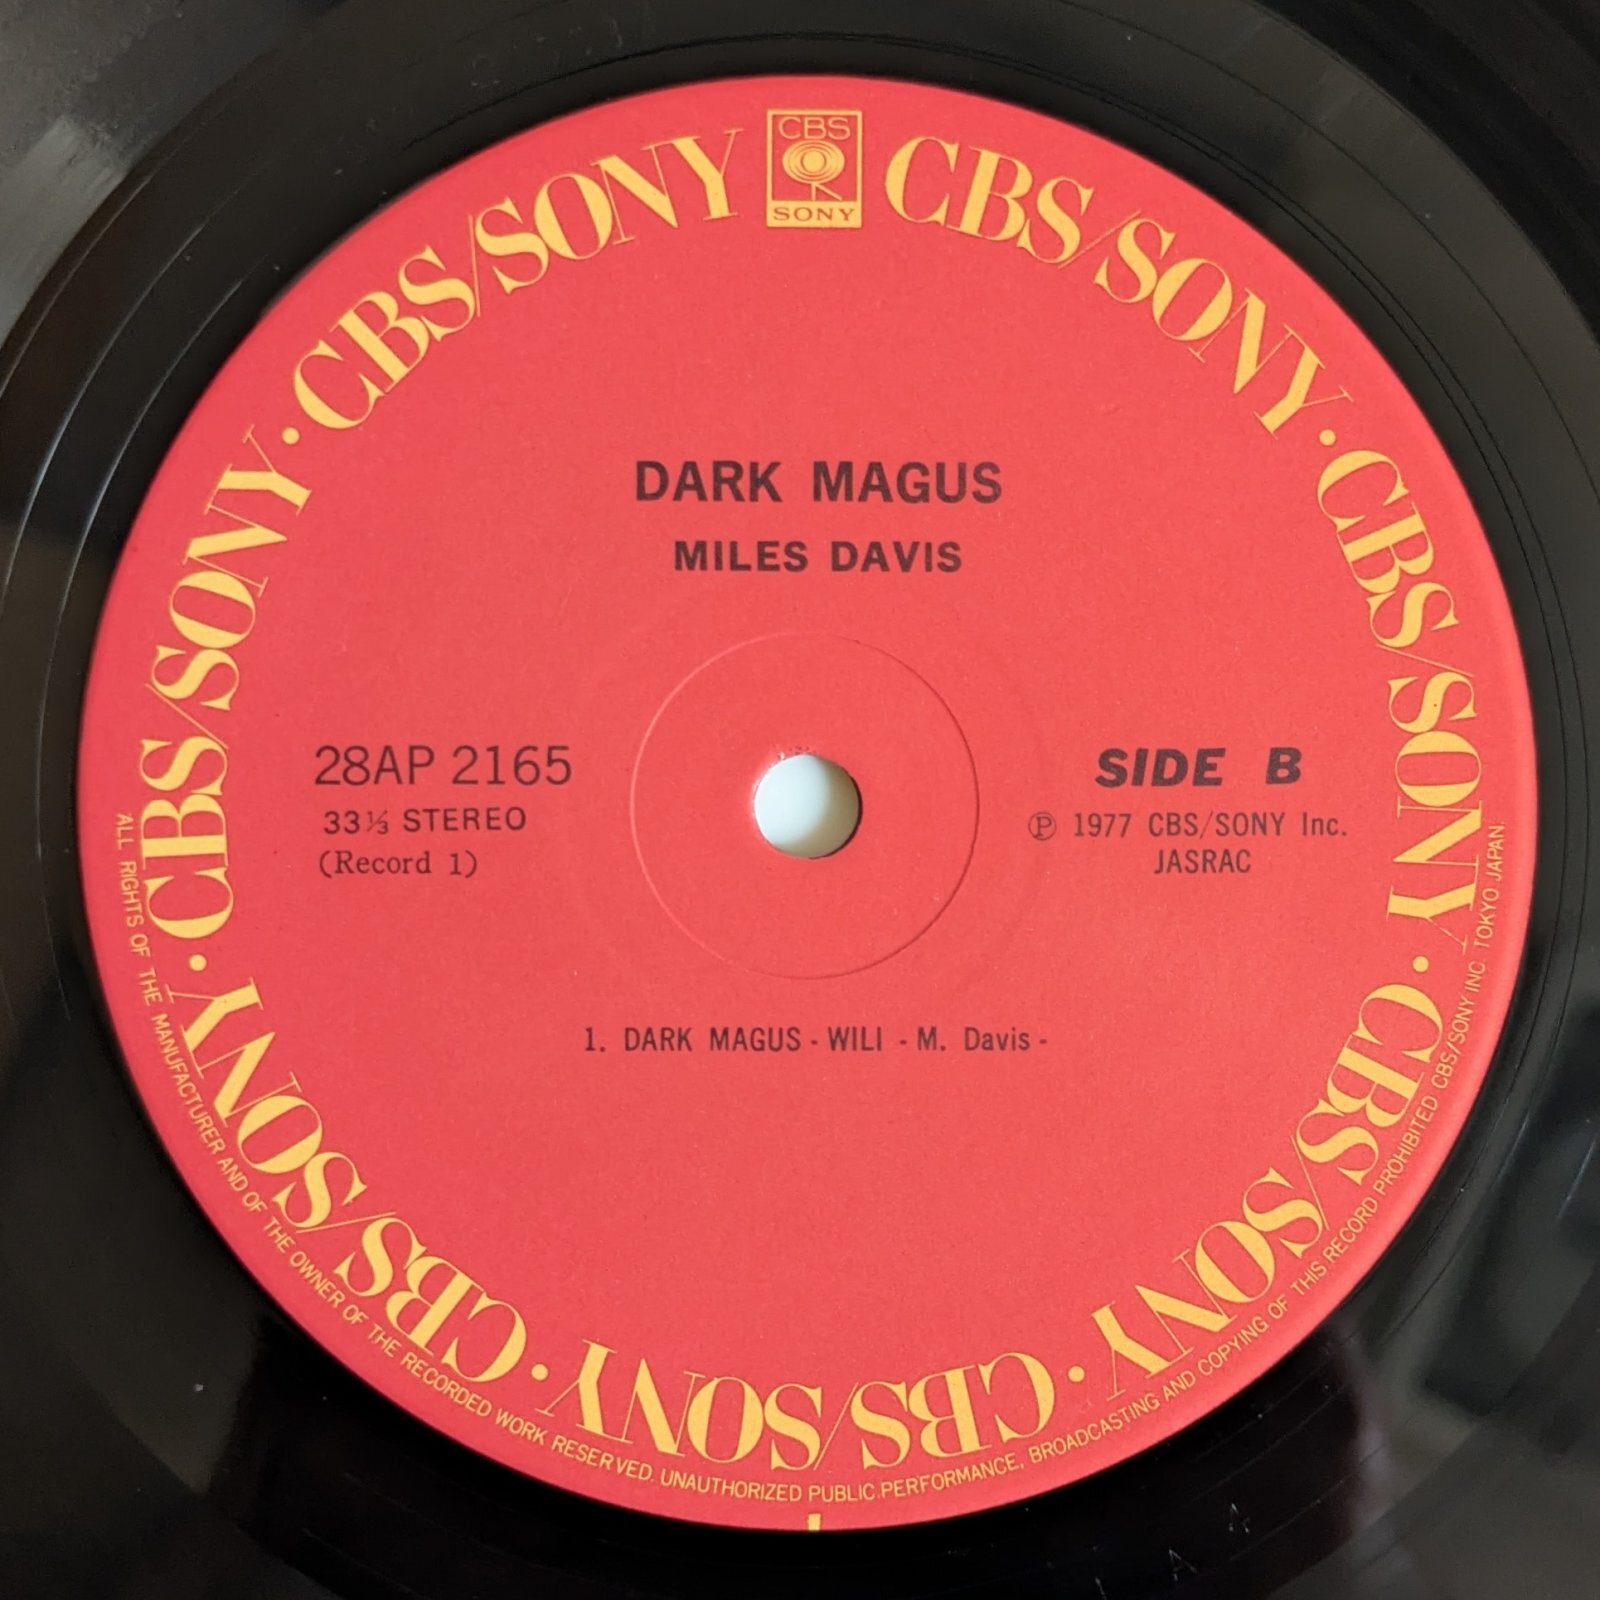 CBS
SONY
CBS/SONY · CBS/SONY · CBS/SONY · CBS/SONY · CBS/SONY · CBS/SONY · CBS/SONY
DARK MAGUS
MILES DAVIS
28AP 2165
33⅓ STEREO
(Record 1)
SIDE B
Ⓟ 1977 CBS/SONY Inc.
JASRAC
1. DARK MAGUS - WILI - M. Davis -
ALL RIGHTS OF THE MANUFACTURER AND OF THE OWNER OF THE RECORDED WORK RESERVED. UNAUTHORIZED PUBLIC PERFORMANCE, BROADCASTING AND COPYING OF THIS RECORD PROHIBITED CBS/SONY INC. TOKYO JAPAN.